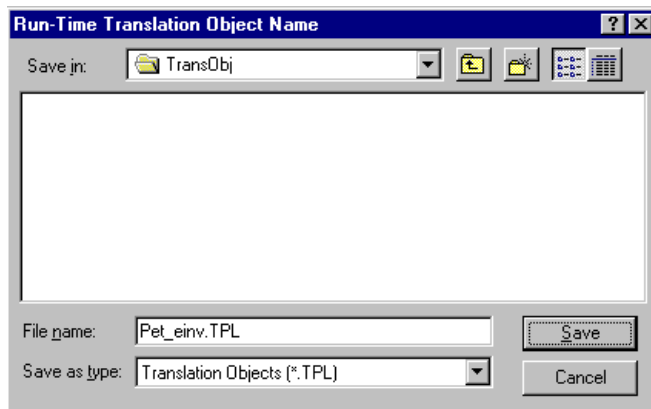 Run-Time Translation Object Name
Save in: TransObj
File name: Pet_einv.TPL Save
Save as type: Translation Objects (*.TPL) Cancel